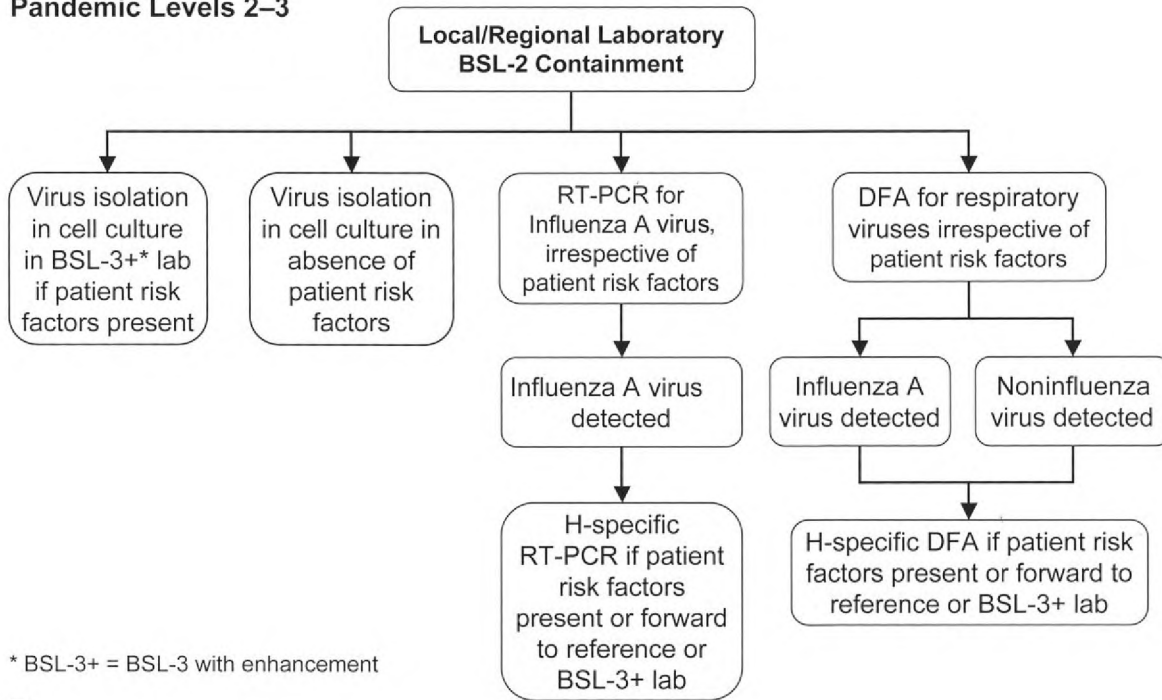 Pandemic Levels 2–3
Local/Regional Laboratory
BSL-2 Containment
Virus isolation
in cell culture
in BSL-3+* lab
if patient risk
factors present
Virus isolation
in cell culture in
absence of
patient risk
factors
RT-PCR for
Influenza A virus,
irrespective of
patient risk factors
DFA for respiratory
viruses irrespective of
patient risk factors
Influenza A virus
detected
Influenza A
virus detected
Noninfluenza
virus detected
H-specific
RT-PCR if patient
risk factors
present or forward
to reference or
BSL-3+ lab
H-specific DFA if patient risk
factors present or forward to
reference or BSL-3+ lab
* BSL-3+ = BSL-3 with enhancement